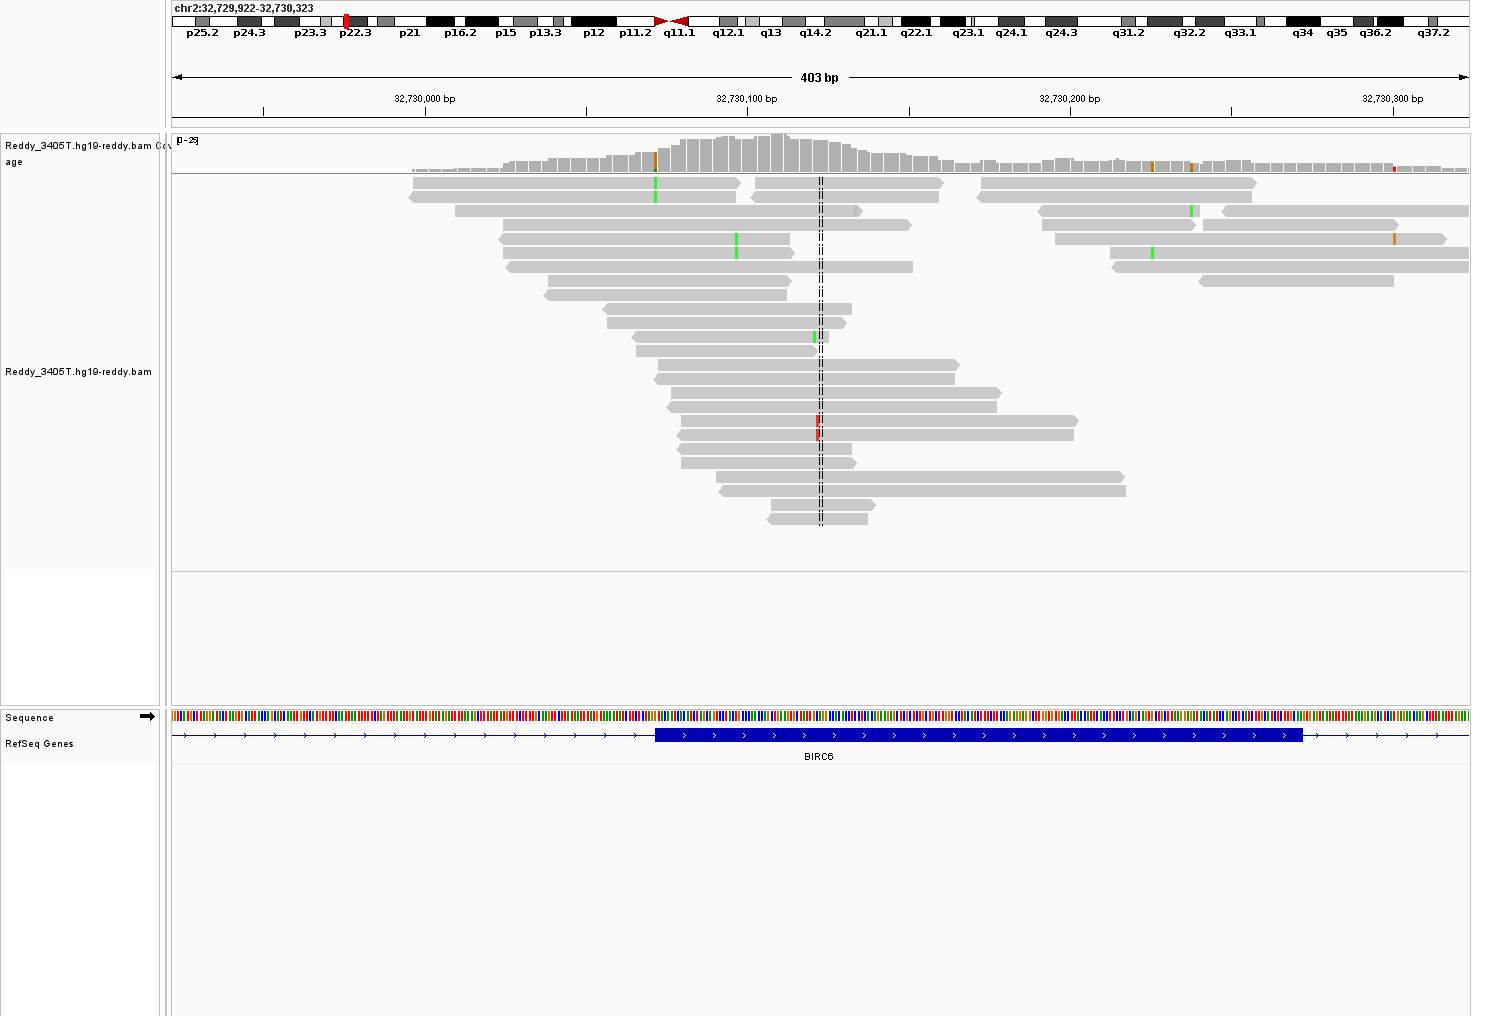 chr2:32,729,922-32,730,323
p25.2 p24.3 p23.3 p22.3 p21 p16.2 p15 p13.3 p12 p11.2 q11.1 q12.1 q13 q14.2 q21.1 q22.1 q23.1 q24.1 q24.3 q31.2 q32.2 q33.1 q34 q35 q36.2 q37.2
403 bp
32,730,000 bp 32,730,100 bp 32,730,200 bp 32,730,300 bp
Reddy_3405T.hg19-reddy.bam Cov
age
[0-25]
Reddy_3405T.hg19-reddy.bam
Sequence
RefSeq Genes
BIRC6